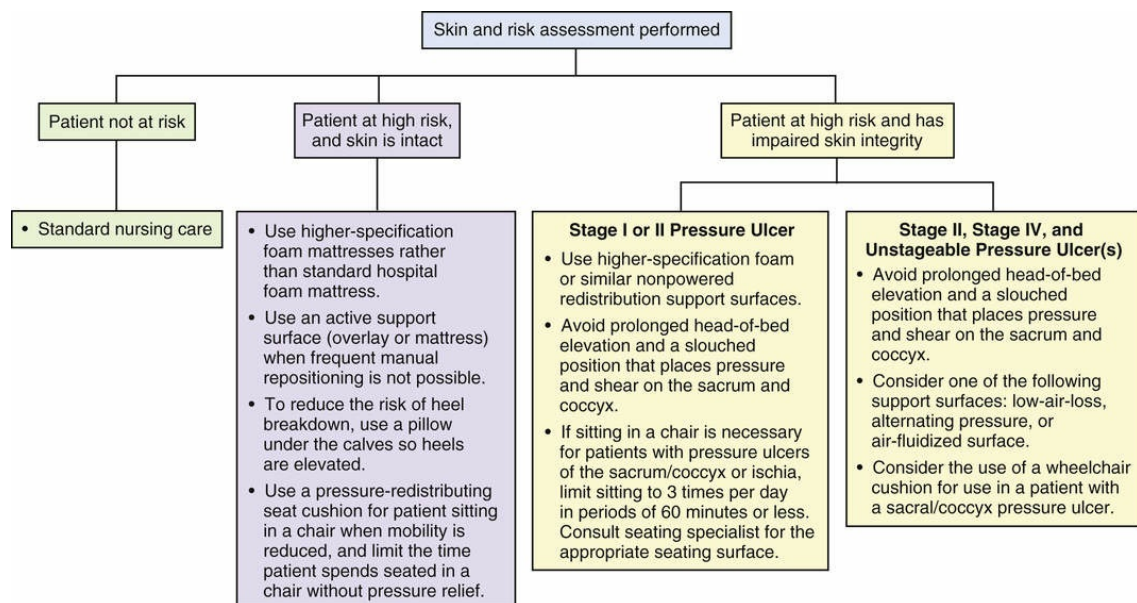 Skin and risk assessment performed
Patient not at risk
Patient at high risk,
and skin is intact
Patient at high risk and has
impaired skin integrity
• Standard nursing care
• Use higher-specification
foam mattresses rather
than standard hospital
foam mattress.
• Use an active support
surface (overlay or mattress)
when frequent manual
repositioning is not possible.
• To reduce the risk of heel
breakdown, use a pillow
under the calves so heels
are elevated.
• Use a pressure-redistributing
seat cushion for patient sitting
in a chair when mobility is
reduced, and limit the time
patient spends seated in a
chair without pressure relief.
Stage I or II Pressure Ulcer
• Use higher-specification foam
or similar nonpowered
redistribution support surfaces.
• Avoid prolonged head-of-bed
elevation and a slouched
position that places pressure
and shear on the sacrum and
coccyx.
• If sitting in a chair is necessary
for patients with pressure ulcers
of the sacrum/coccyx or ischia,
limit sitting to 3 times per day
in periods of 60 minutes or less.
Consult seating specialist for the
appropriate seating surface.
Stage II, Stage IV, and
Unstageable Pressure Ulcer(s)
• Avoid prolonged head-of-bed
elevation and a slouched
position that places pressure
and shear on the sacrum and
coccyx.
• Consider one of the following
support surfaces: low-air-loss,
alternating pressure, or
air-fluidized surface.
• Consider the use of a wheelchair
cushion for use in a patient with
a sacral/coccyx pressure ulcer.